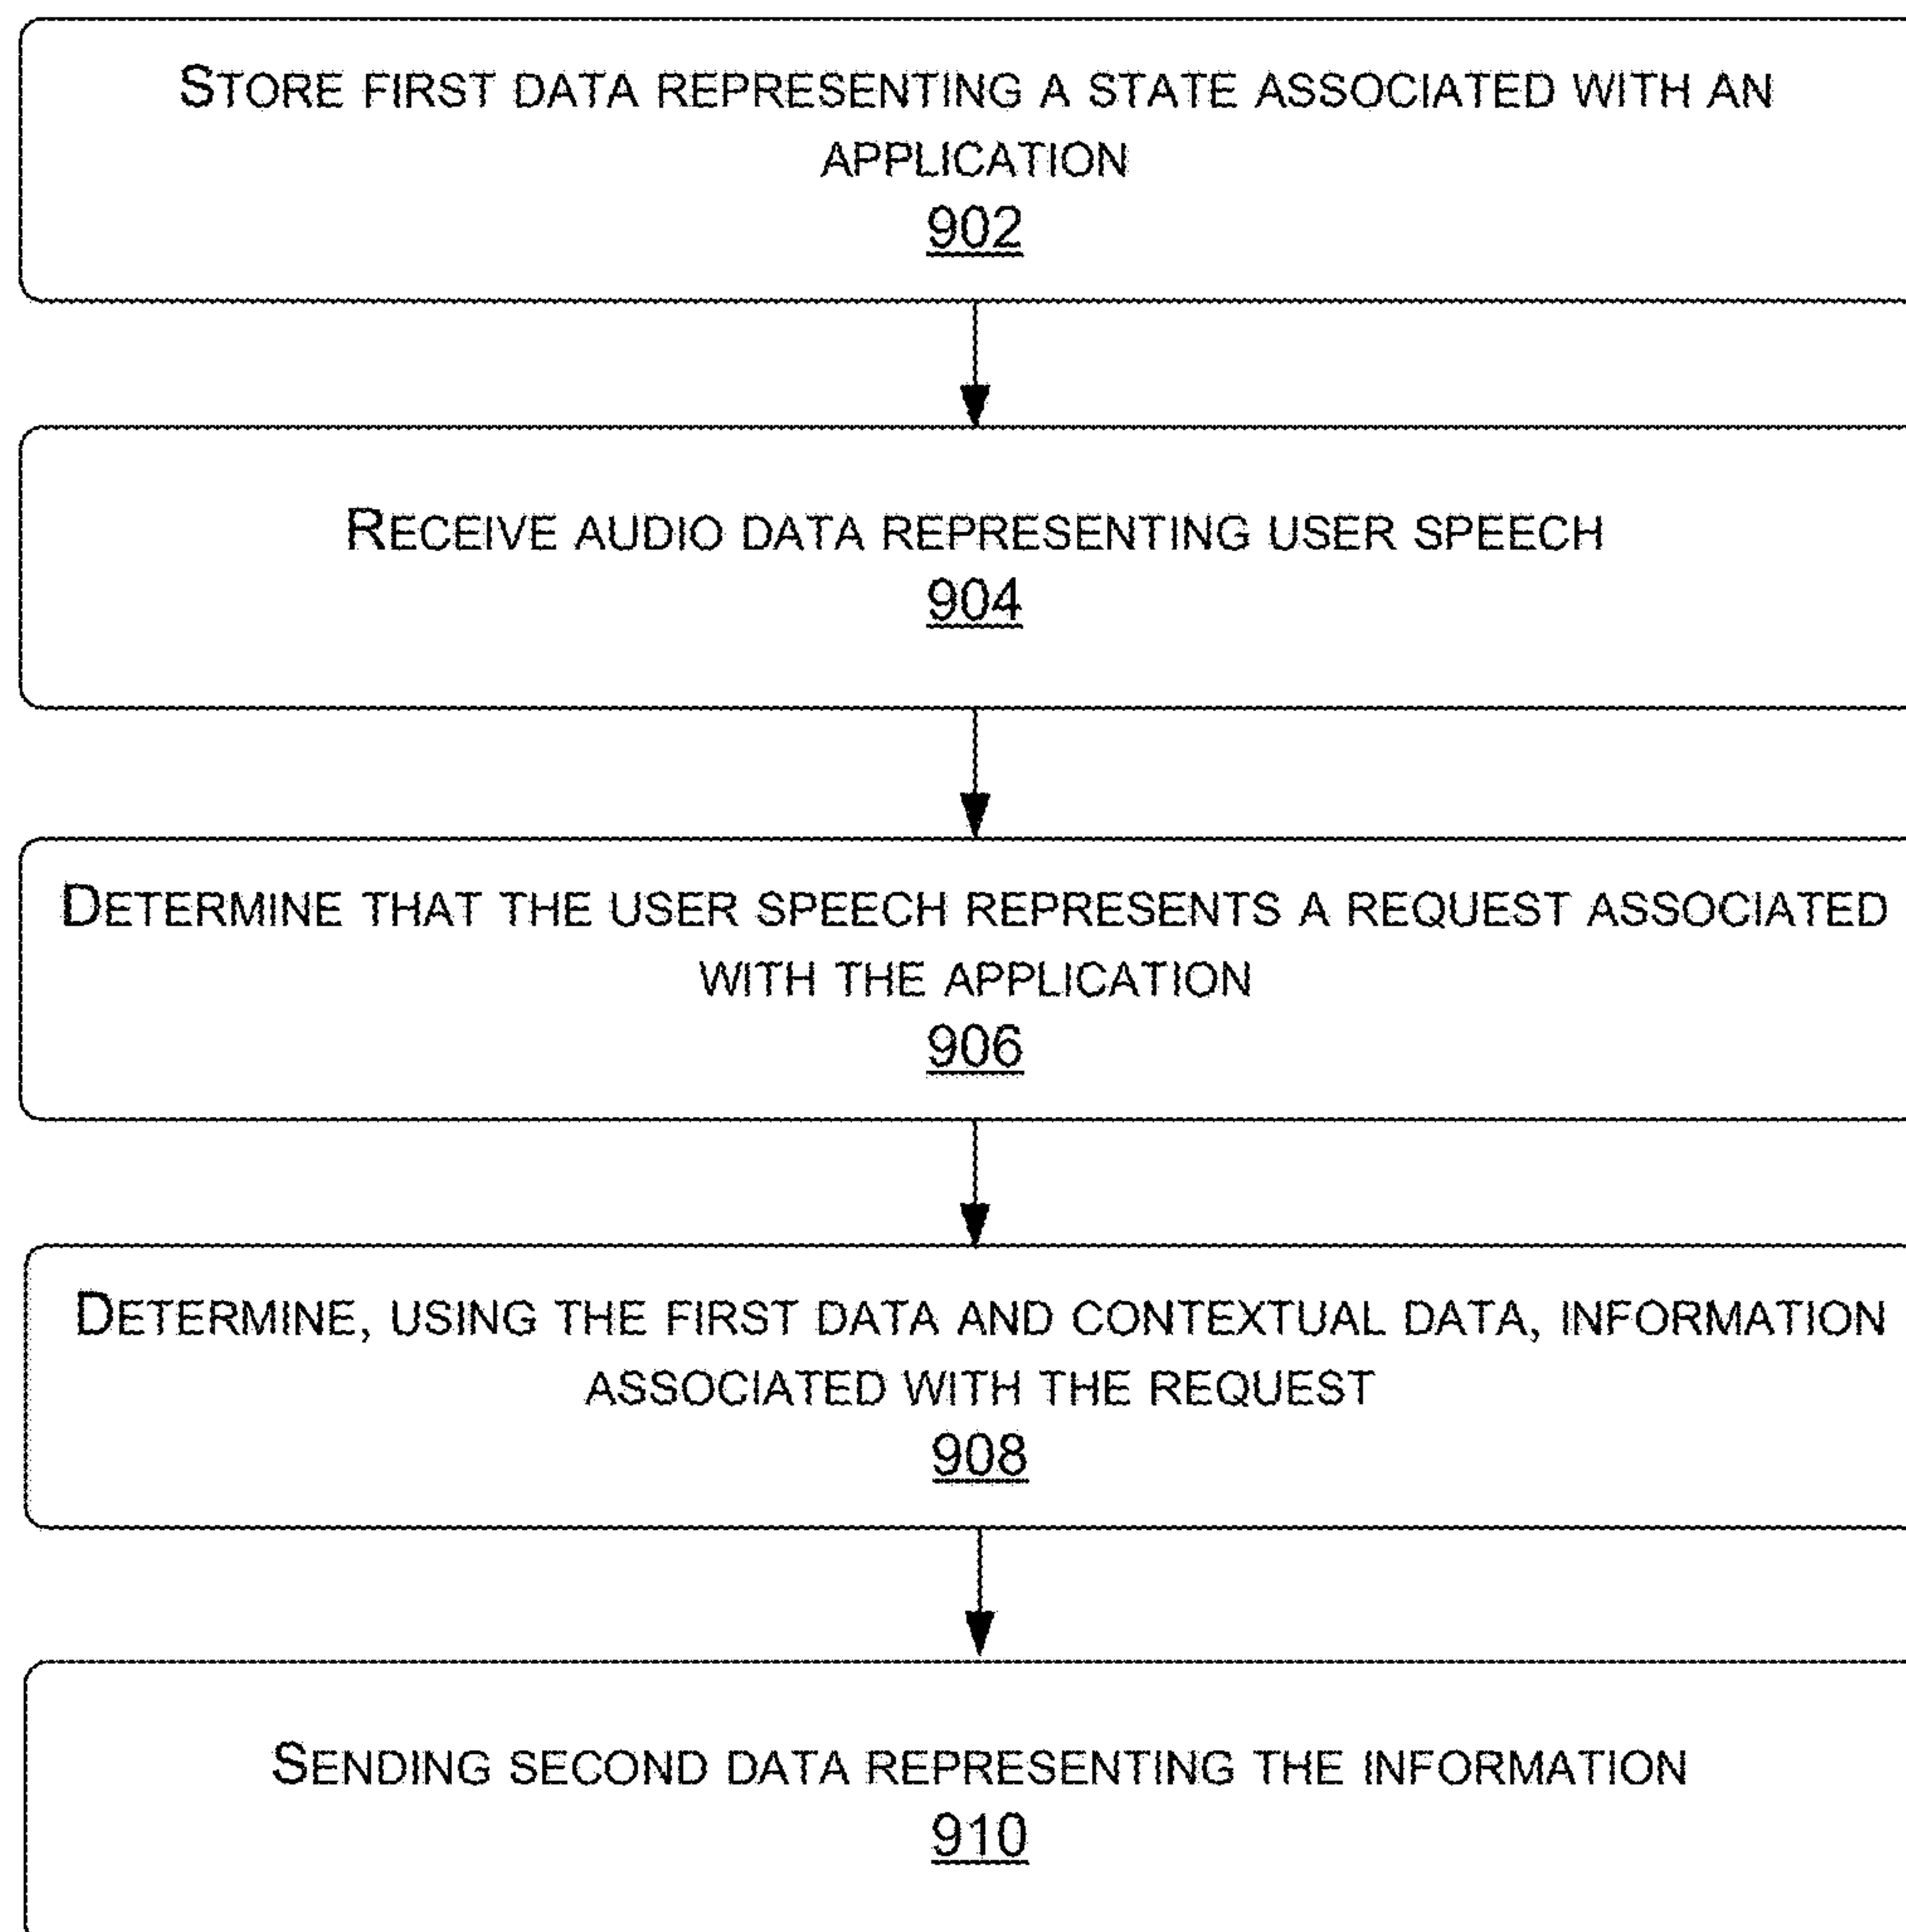 STORE FIRST DATA REPRESENTING A STATE ASSOCIATED WITH AN
APPLICATION
902
RECEIVE AUDIO DATA REPRESENTING USER SPEECH
904
DETERMINE THAT THE USER SPEECH REPRESENTS A REQUEST ASSOCIATED
WITH THE APPLICATION
906
DETERMINE, USING THE FIRST DATA AND CONTEXTUAL DATA, INFORMATION
ASSOCIATED WITH THE REQUEST
908
SENDING SECOND DATA REPRESENTING THE INFORMATION
910